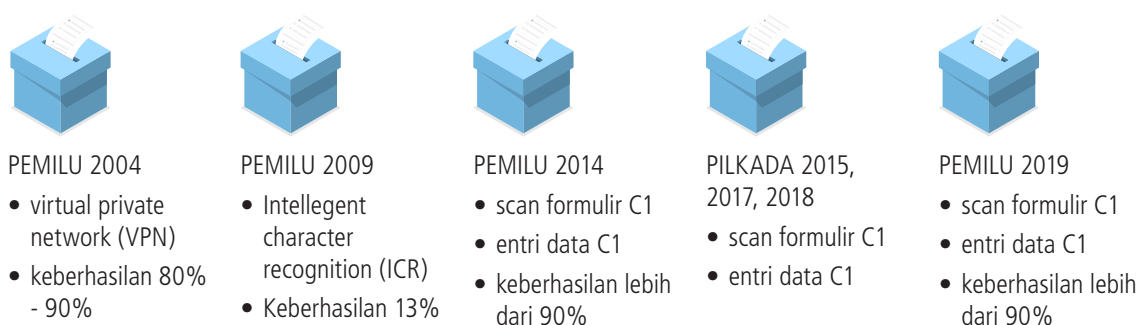 PEMILU 2004
• virtual private
network (VPN)
• keberhasilan 80%
- 90%
PEMILU 2009
• Intellegent
character
recognition (ICR)
• Keberhasilan 13%
PEMILU 2014
• scan formulir C1
• entri data C1
• keberhasilan lebih
dari 90%
PILKADA 2015,
2017, 2018
• scan formulir C1
• entri data C1
PEMILU 2019
• scan formulir C1
• entri data C1
• keberhasilan lebih
dari 90%